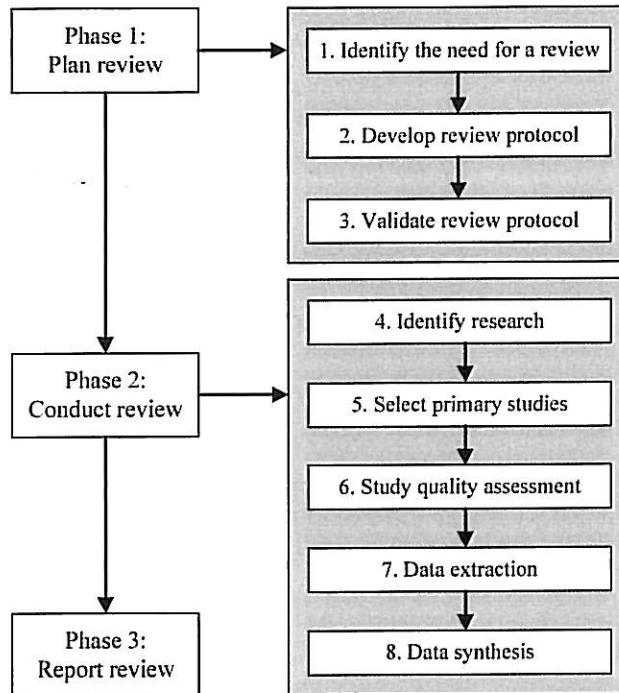 Phase 1:
Plan review
1. Identify the need for a review
2. Develop review protocol
3. Validate review protocol
Phase 2:
Conduct review
4. Identify research
5. Select primary studies
6. Study quality assessment
7. Data extraction
8. Data synthesis
Phase 3:
Report review